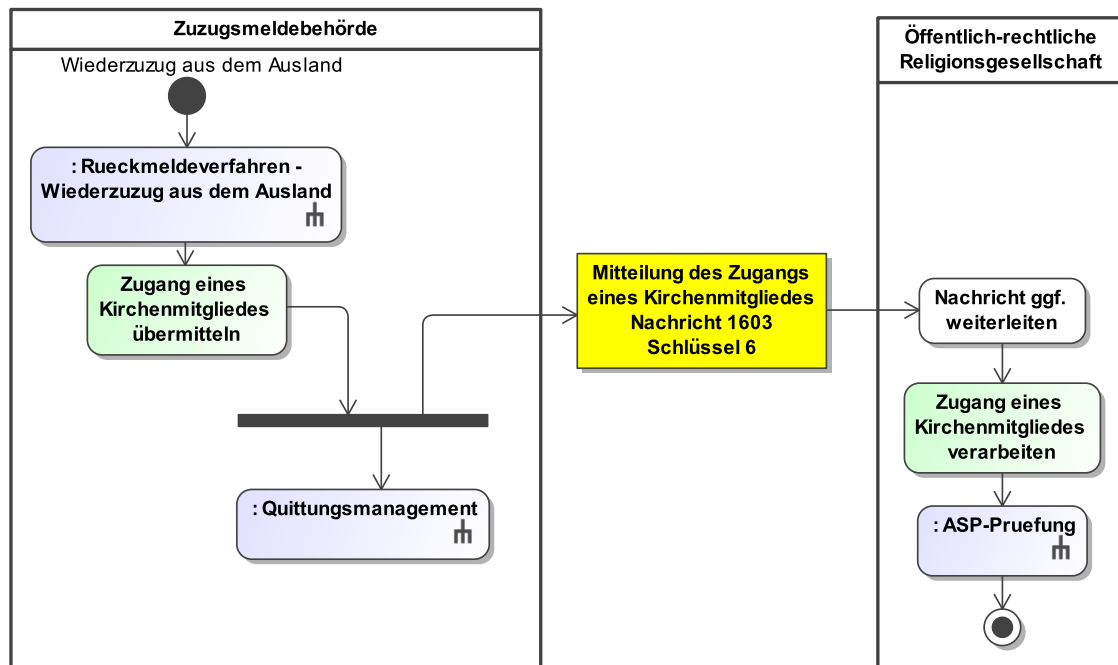 Zuzugsmeldebehörde
Wiederzuzug aus dem Ausland
: Rueckmeldeverfahren -
Wiederzuzug aus dem Ausland
Zugang eines
Kirchenmitgliedes
übermitteln
: Quittungsmanagement
Mitteilung des Zugangs
eines Kirchenmitgliedes
Nachricht 1603
Schlüssel 6
Öffentlich-rechtliche
Religionsgesellschaft
Nachricht ggf.
weiterleiten
Zugang eines
Kirchenmitgliedes
verarbeiten
: ASP-Pruefung